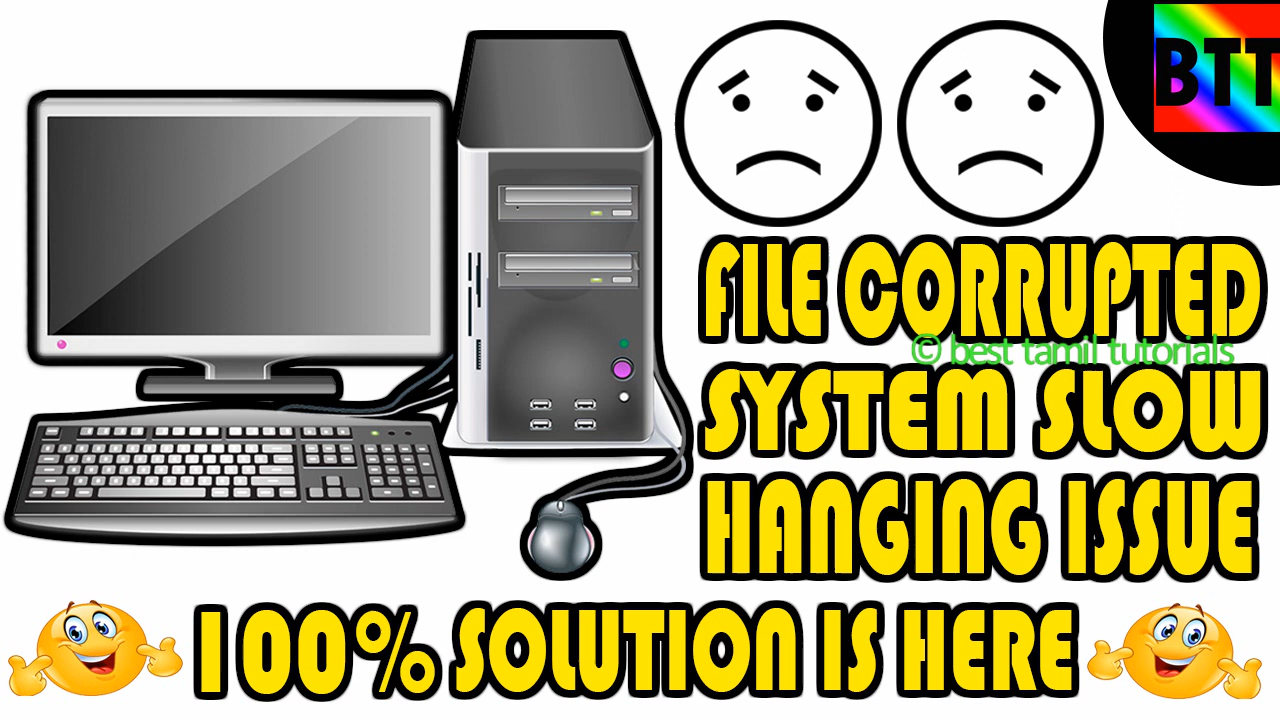 BTT
FILE CORRUPTED
© best tamil tutorials
SYSTEM SLOW
HANGING ISSUE
100% SOLUTION IS HERE